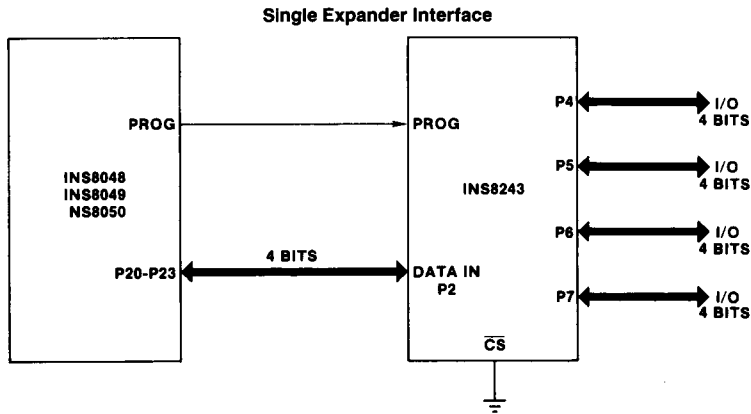 Single Expander Interface
PROG
INS8048
INS8049
NS8050
P20-P23
4 BITS
PROG
INS8243
DATA IN
P2
CS
P4
I/O
4 BITS
P5
I/O
4 BITS
P6
I/O
4 BITS
P7
I/O
4 BITS